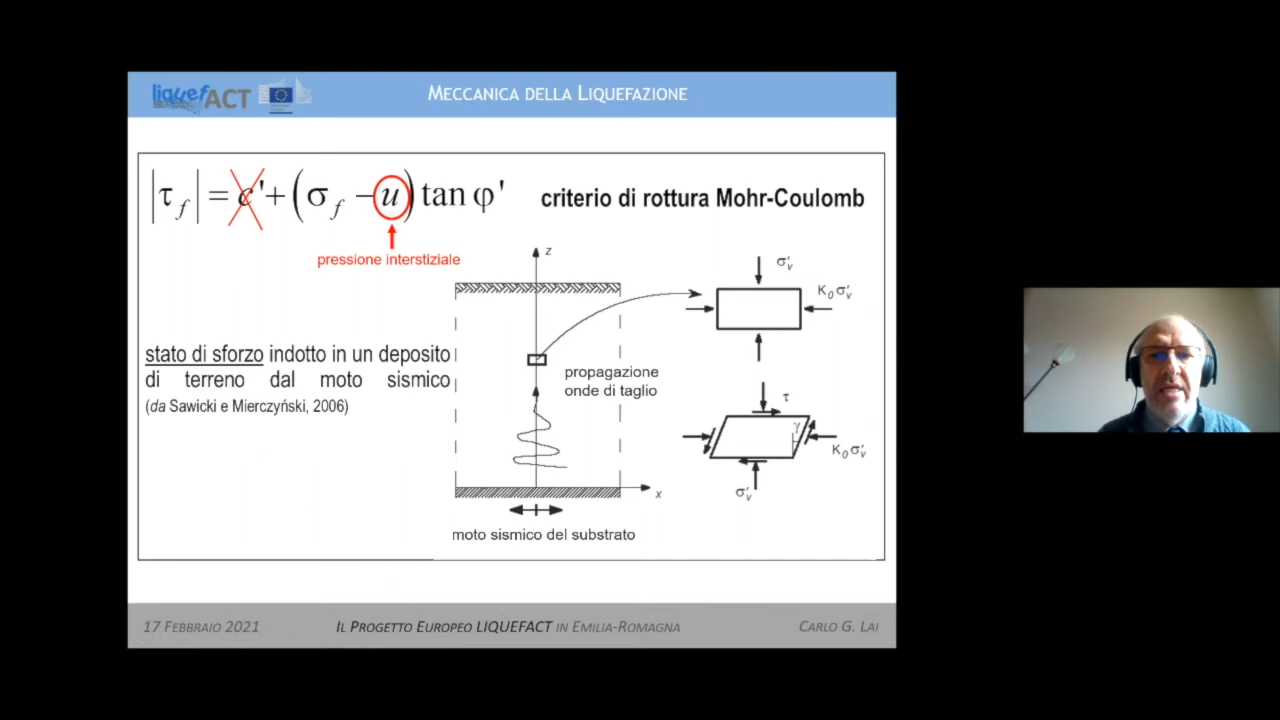 liquefACT
MECCANICA DELLA LIQUEFAZIONE
|τf| = c' + (σf − u) tan φ'
criterio di rottura Mohr-Coulomb
pressione interstiziale
z
σ'v
K0 σ'v
stato di sforzo indotto in un deposito
di terreno dal moto sismico
(da Sawicki e Mierczyński, 2006)
propagazione
onde di taglio
τ
γ
K0 σ'v
σ'v
x
moto sismico del substrato
17 FEBBRAIO 2021
IL PROGETTO EUROPEO LIQUEFACT IN EMILIA-ROMAGNA
CARLO G. LAI